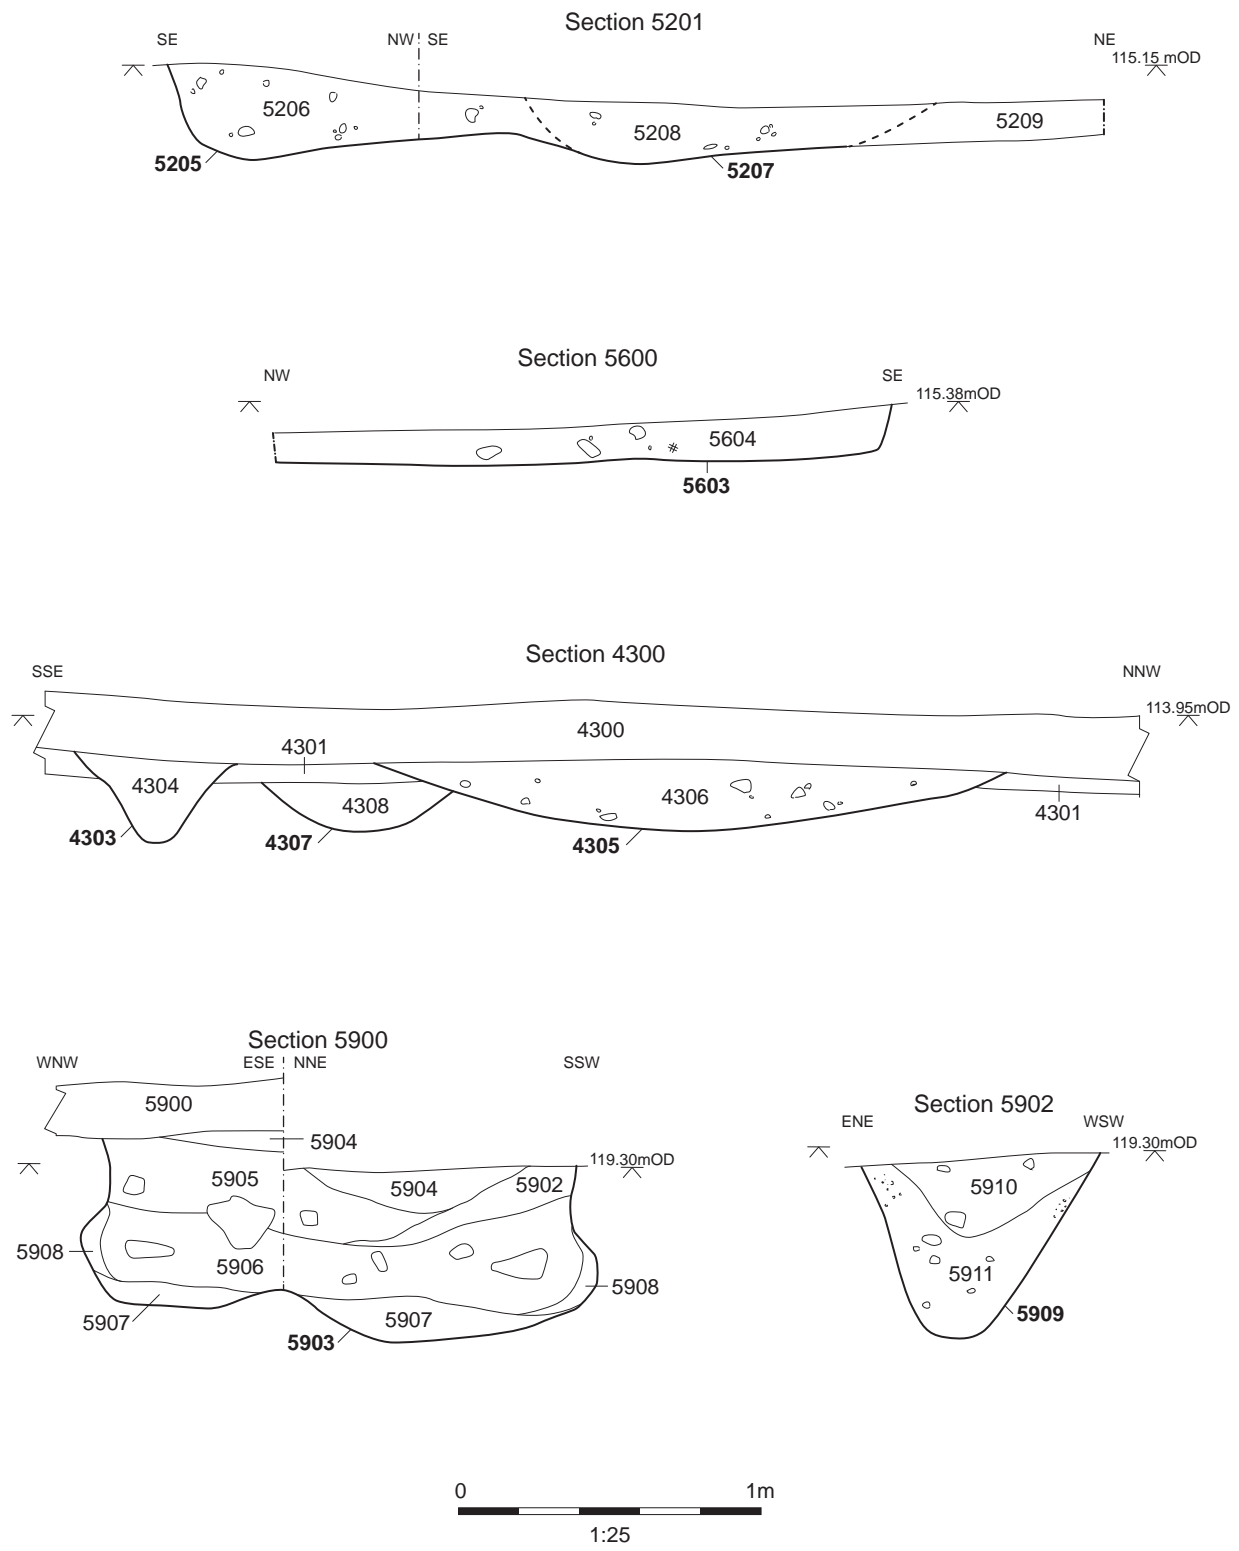 Section 5201
SE NW SE NE
115.15 mOD
5206 5208 5209
5205 5207
Section 5600
NW SE
115.38mOD
5604
5603
Section 4300
SSE NNW
113.95mOD
4300
4301
4304 4308 4306
4301
4303 4307 4305
Section 5900
WNW ESE NNE SSW
5900
5904
119.30mOD
5905 5904 5902
5908 5906
5908
5907 5907
5903
Section 5902
ENE WSW
119.30mOD
5910
5911
5909
0 1m
1:25